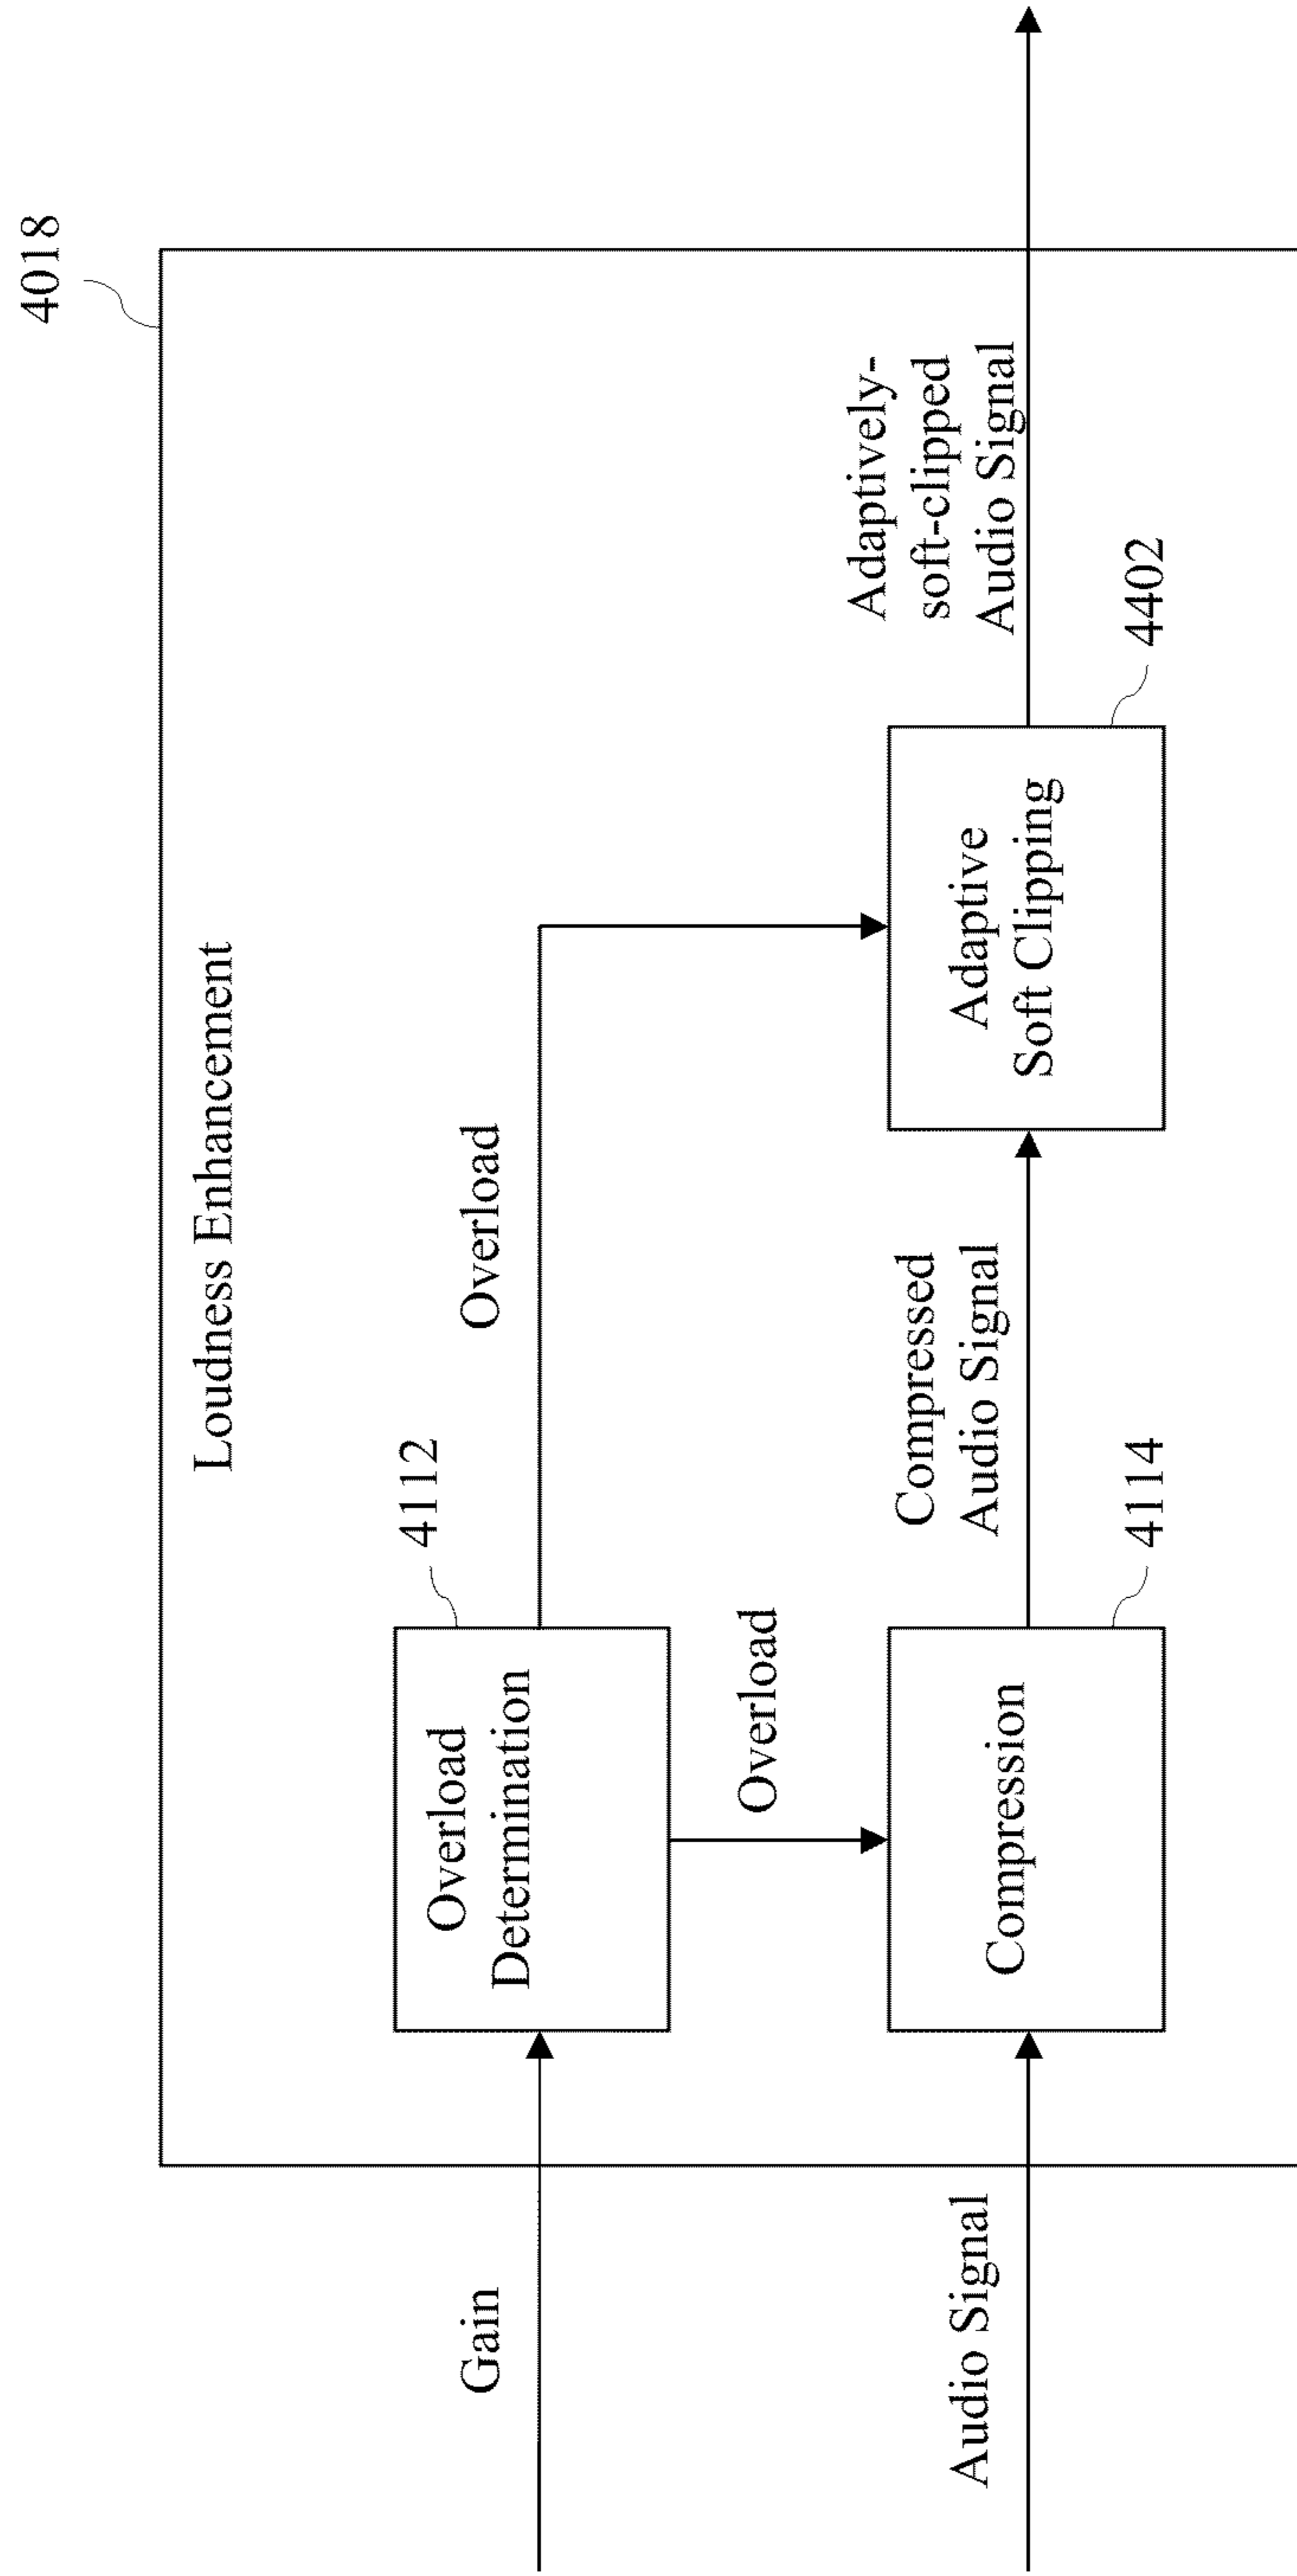 4018
Loudness Enhancement
Gain
Overload
Determination
4112
Overload
Overload
Audio Signal
Compression
4114
Compressed
Audio Signal
Adaptive
Soft Clipping
4402
Adaptively-
soft-clipped
Audio Signal